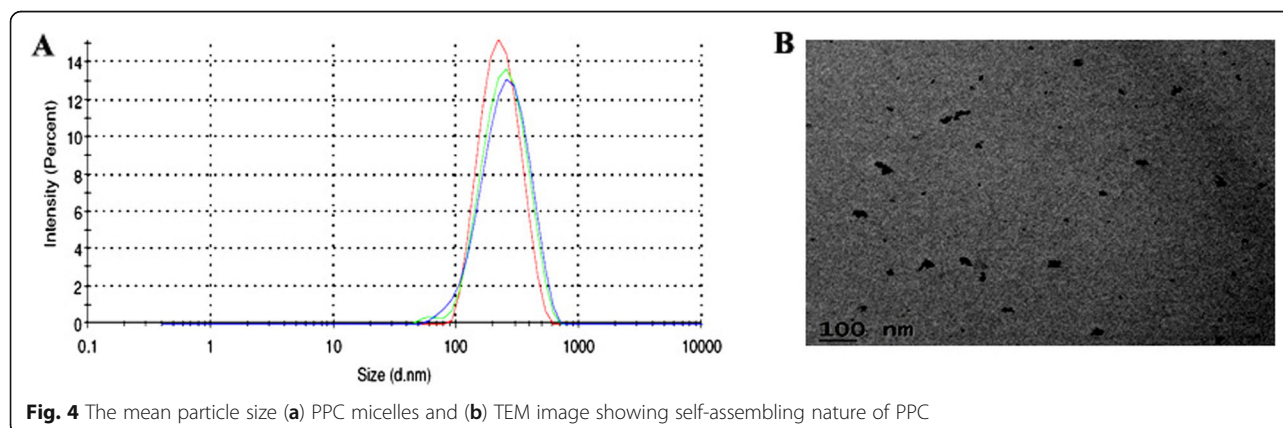 A
B
14
12
10
8
6
4
2
0
Intensity (Percent)
0.1 1 10 100 1000 10000
Size (d.nm)
100 nm
Fig. 4 The mean particle size (a) PPC micelles and (b) TEM image showing self-assembling nature of PPC